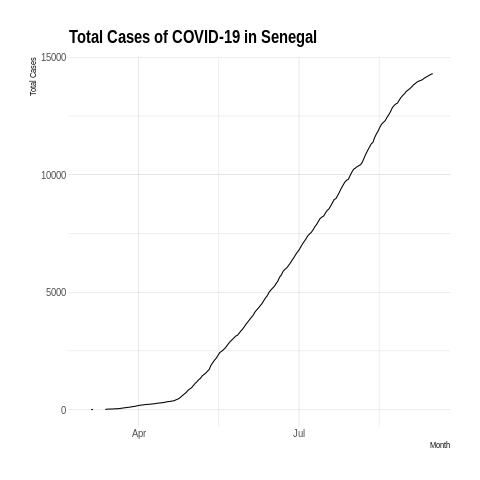 Total Cases of COVID-19 in Senegal
Total Cases
15000
10000
5000
0
Apr
Jul
Month